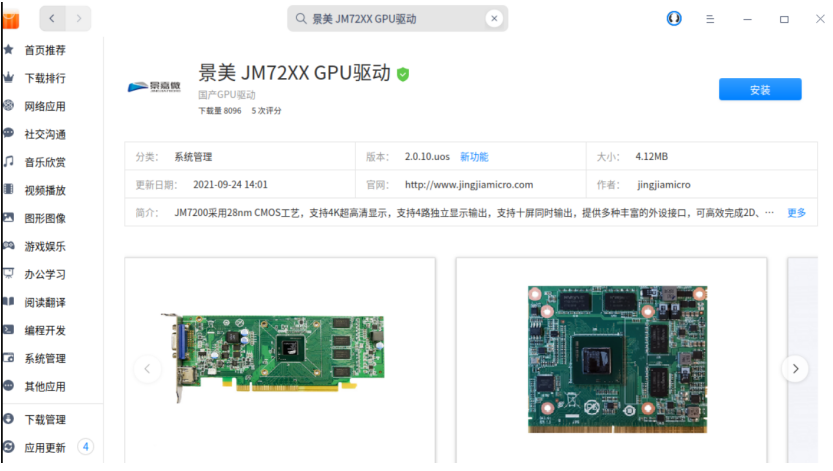 景美 JM72XX GPU驱动
首页推荐
下载排行
网络应用
社交沟通
音乐欣赏
视频播放
图形图像
游戏娱乐
办公学习
阅读翻译
编程开发
系统管理
其他应用
下载管理
应用更新 4
景嘉微
景美 JM72XX GPU驱动
国产GPU驱动
下载量 8096 5 次评分
安装
分类： 系统管理 版本： 2.0.10.uos 新功能 大小： 4.12MB
更新日期： 2021-09-24 14:01 官网： http://www.jingjiamicro.com 作者： jingjiamicro
简介： JM7200采用28nm CMOS工艺，支持4K超高清显示，支持4路独立显示输出，支持十屏同时输出，提供多种丰富的外设接口，可高效完成2D、… 更多